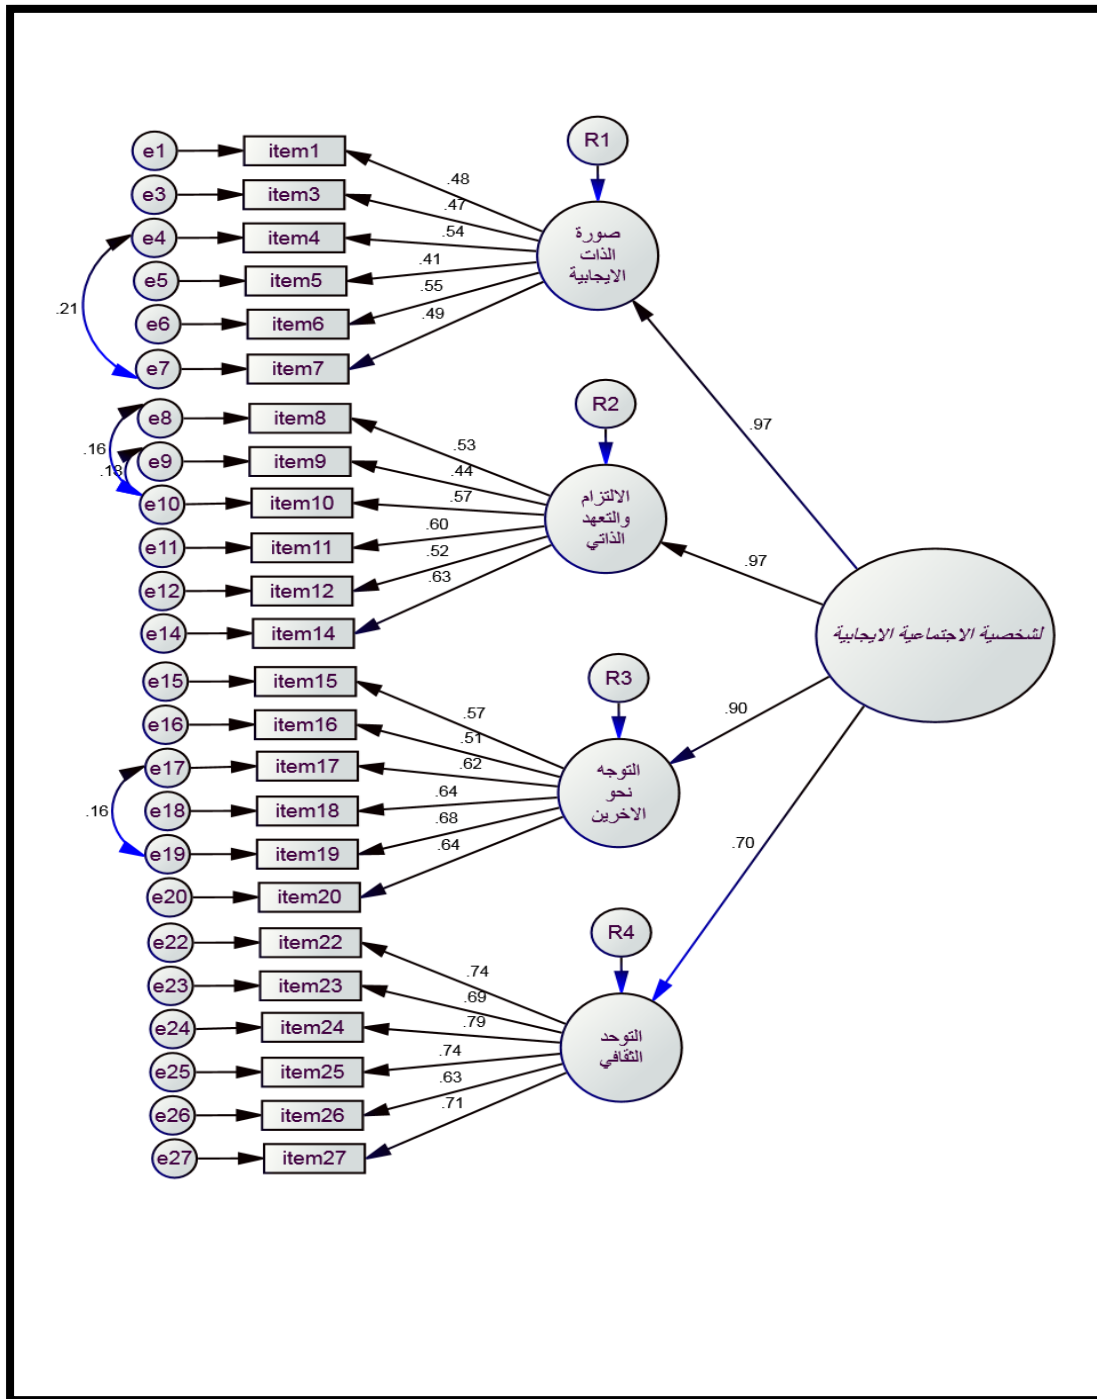 R1
e1 item1 .48
e3 item3 .47
صورة
الذات
الايجابية
e4 item4 .54
e5 item5 .41
.21
e6 item6 .55
e7 item7 .49
.97
R2
e8 item8 .53
.16
e9 item9 .44
.13
e10 item10 .57
الالتزام
والتعهد
الذاتي
e11 item11 .60
e12 item12 .52
.97
e14 item14 .63
لشخصية الاجتماعية الايجابية
R3
e15 item15 .57
e16 item16 .51
.90
e17 item17 .62
التوجه
نحو
الاخرين
.16
e18 item18 .64
e19 item19 .68
.70
e20 item20 .64
R4
e22 item22 .74
e23 item23 .69
e24 item24 .79
التوحد
الثقافي
e25 item25 .74
e26 item26 .63
e27 item27 .71